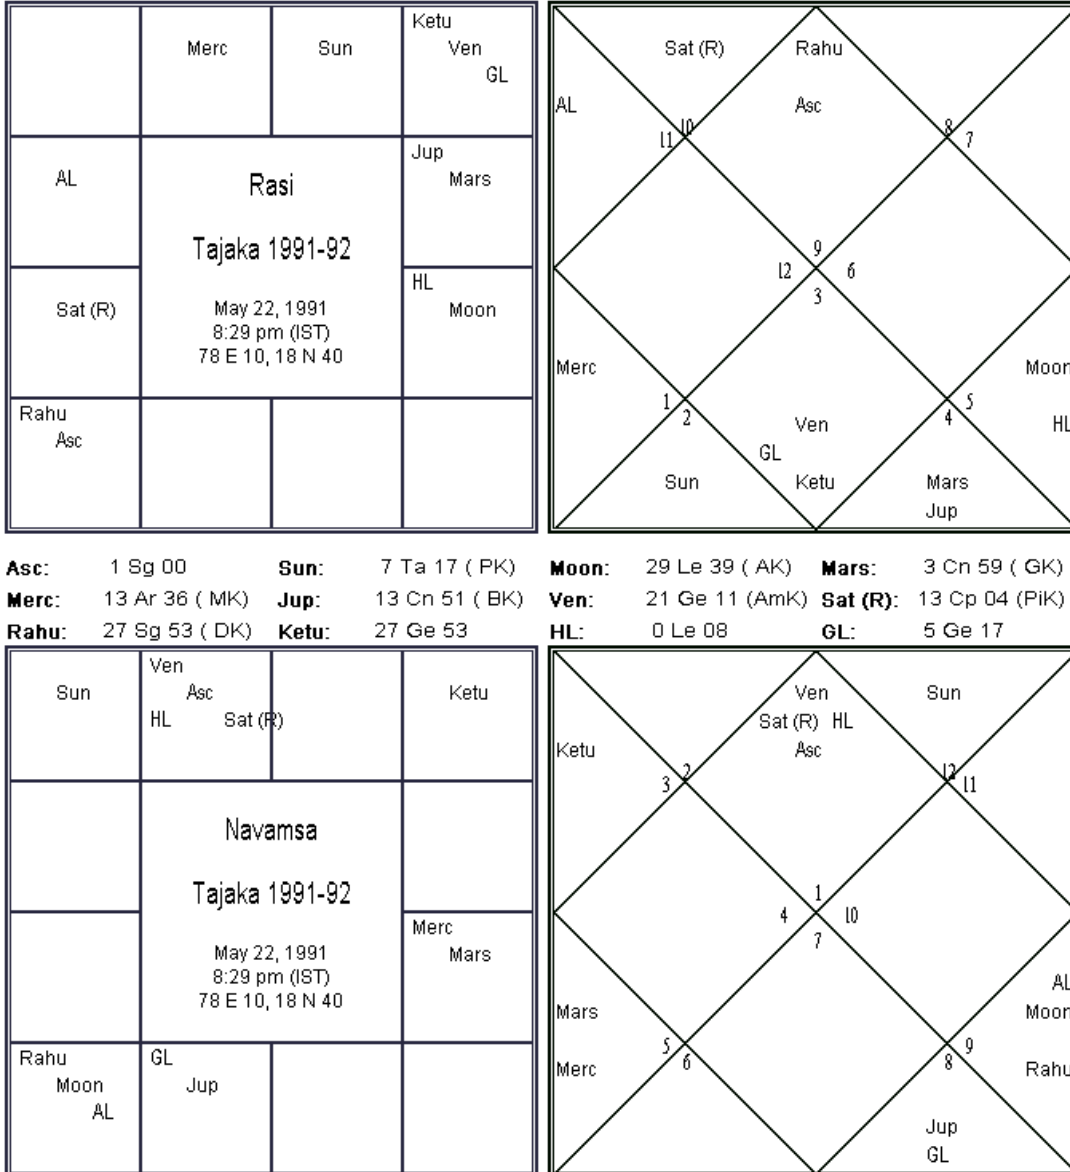 Ketu
Merc Sun Ven
GL
AL
Jup
Mars
Rasi
Tajaka 1991-92
May 22, 1991
8:29 pm (IST)
78 E 10, 18 N 40
Sat (R)
HL
Moon
Rahu
Asc
Sat (R) Rahu
AL Asc
10 8
11 7
9
12 6
3
Merc Moon
1 5
2 4
Ven HL
GL
Sun Ketu Mars
Jup
Asc: 1 Sg 00 Sun: 7 Ta 17 ( PK) Moon: 29 Le 39 ( AK) Mars: 3 Cn 59 ( GK)
Merc: 13 Ar 36 ( MK) Jup: 13 Cn 51 ( BK) Ven: 21 Ge 11 (AmK) Sat (R): 13 Cp 04 (PiK)
Rahu: 27 Sg 53 ( DK) Ketu: 27 Ge 53 HL: 0 Le 08 GL: 5 Ge 17
Ven
Sun Asc Ketu
HL Sat (R)
Navamsa
Tajaka 1991-92
May 22, 1991
8:29 pm (IST)
78 E 10, 18 N 40
Merc
Mars
Rahu GL
Moon Jup
AL
Ven Sun
Sat (R) HL
Ketu Asc
2 12
3 11
1
4 10
7
AL
Mars Moon
5 9
6 8
Merc Rahu
Jup
GL